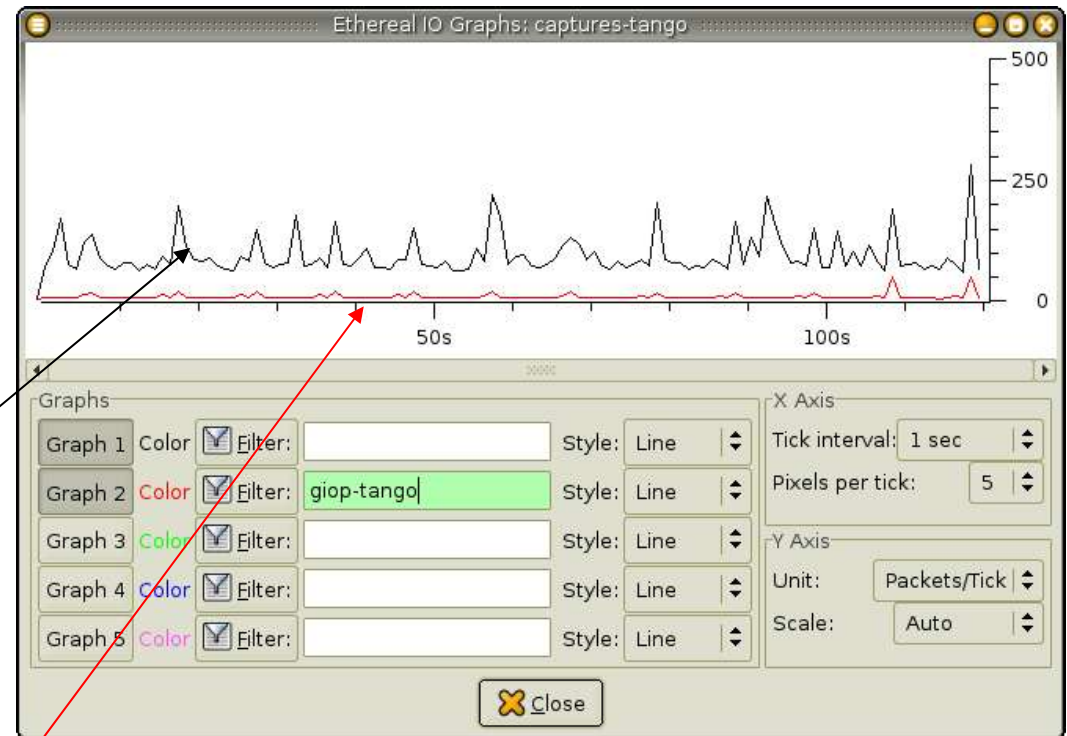 Ethereal IO Graphs: captures-tango
500
250
0
50s 100s
Graphs
Graph 1 Color Filter: Style: Line
Graph 2 Color Filter: giop-tango Style: Line
Graph 3 Color Filter: Style: Line
Graph 4 Color Filter: Style: Line
Graph 5 Color Filter: Style: Line
X Axis
Tick interval: 1 sec
Pixels per tick: 5
Y Axis
Unit: Packets/Tick
Scale: Auto
Close